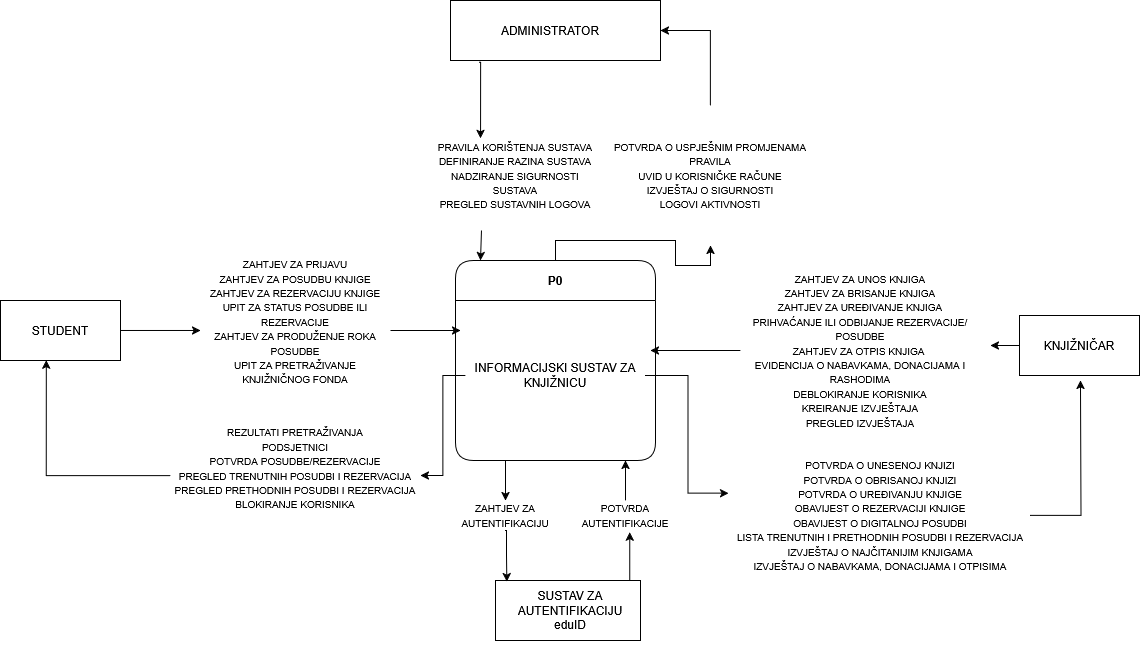 ADMINISTRATOR
PRAVILA KORIŠTENJA SUSTAVA
DEFINIRANJE RAZINA SUSTAVA
NADZIRANJE SIGURNOSTI
SUSTAVA
PREGLED SUSTAVNIH LOGOVA
POTVRDA O USPJEŠNIM PROMJENAMA
PRAVILA
UVID U KORISNIČKE RAČUNE
IZVJEŠTAJ O SIGURNOSTI
LOGOVI AKTIVNOSTI
STUDENT
ZAHTJEV ZA PRIJAVU
ZAHTJEV ZA POSUDBU KNJIGE
ZAHTJEV ZA REZERVACIJU KNJIGE
UPIT ZA STATUS POSUDBE ILI
REZERVACIJE
ZAHTJEV ZA PRODUŽENJE ROKA
POSUDBE
UPIT ZA PRETRAŽIVANJE
KNJIŽNIČNOG FONDA
P0
INFORMACIJSKI SUSTAV ZA
KNJIŽNICU
ZAHTJEV ZA UNOS KNJIGA
ZAHTJEV ZA BRISANJE KNJIGA
ZAHTJEV ZA UREĐIVANJE KNJIGA
PRIHVAĆANJE ILI ODBIJANJE REZERVACIJE/
POSUDBE
ZAHTJEV ZA OTPIS KNJIGA
EVIDENCIJA O NABAVKAMA, DONACIJAMA I
RASHODIMA
DEBLOKIRANJE KORISNIKA
KREIRANJE IZVJEŠTAJA
PREGLED IZVJEŠTAJA
KNJIŽNIČAR
REZULTATI PRETRAŽIVANJA
PODSJETNICI
POTVRDA POSUDBE/REZERVACIJE
PREGLED TRENUTNIH POSUDBI I REZERVACIJA
PREGLED PRETHODNIH POSUDBI I REZERVACIJA
BLOKIRANJE KORISNIKA
POTVRDA O UNESENOJ KNJIZI
POTVRDA O OBRISANOJ KNJIZI
POTVRDA O UREĐIVANJU KNJIGE
OBAVIJEST O REZERVACIJI KNJIGE
OBAVIJEST O DIGITALNOJ POSUDBI
LISTA TRENUTNIH I PRETHODNIH POSUDBI I REZERVACIJA
IZVJEŠTAJ O NAJČITANIJIM KNJIGAMA
IZVJEŠTAJ O NABAVKAMA, DONACIJAMA I OTPISIMA
ZAHTJEV ZA
AUTENTIFIKACIJU
POTVRDA
AUTENTIFIKACIJE
SUSTAV ZA
AUTENTIFIKACIJU
eduID